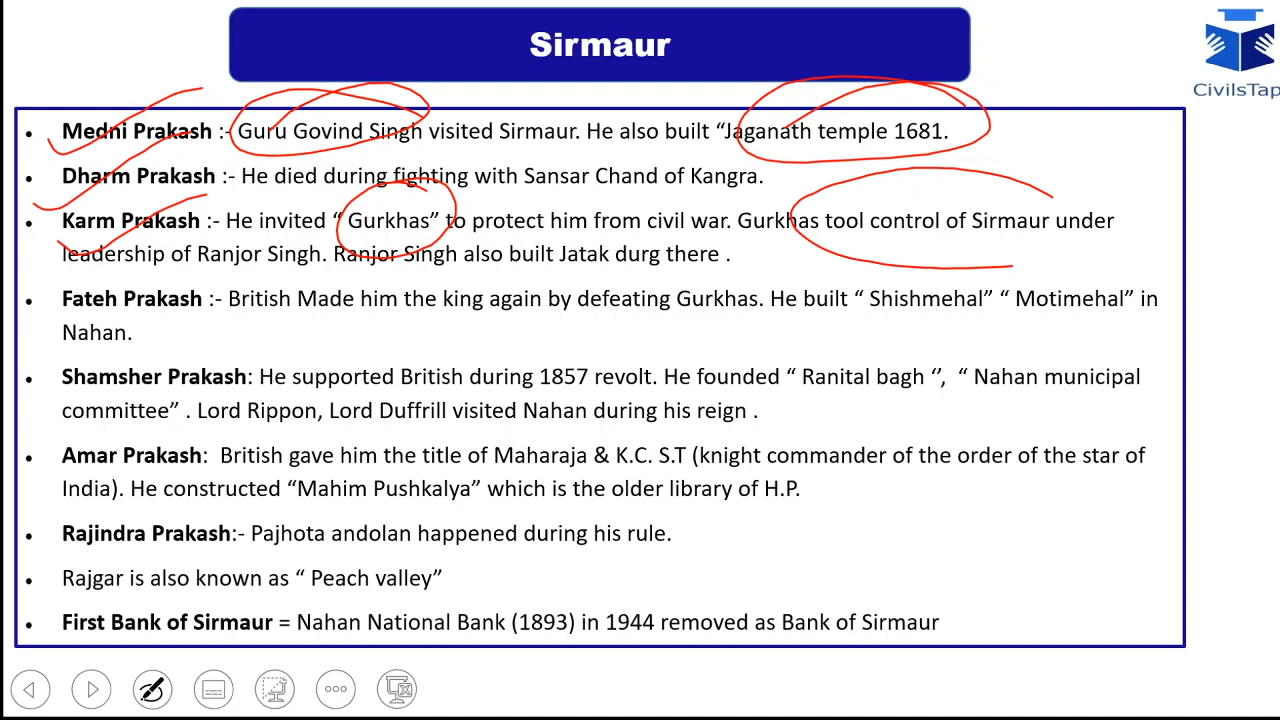 Sirmaur
CivilsTap
• Medni Prakash :- Guru Govind Singh visited Sirmaur. He also built “Jaganath temple 1681.
• Dharm Prakash :- He died during fighting with Sansar Chand of Kangra.
• Karm Prakash :- He invited “ Gurkhas” to protect him from civil war. Gurkhas tool control of Sirmaur under
leadership of Ranjor Singh. Ranjor Singh also built Jatak durg there .
• Fateh Prakash :- British Made him the king again by defeating Gurkhas. He built “ Shishmehal” “ Motimehal” in
Nahan.
• Shamsher Prakash: He supported British during 1857 revolt. He founded “ Ranital bagh ‘’, “ Nahan municipal
committee” . Lord Rippon, Lord Duffrill visited Nahan during his reign .
• Amar Prakash: British gave him the title of Maharaja & K.C. S.T (knight commander of the order of the star of
India). He constructed “Mahim Pushkalya” which is the older library of H.P.
• Rajindra Prakash:- Pajhota andolan happened during his rule.
• Rajgar is also known as “ Peach valley”
• First Bank of Sirmaur = Nahan National Bank (1893) in 1944 removed as Bank of Sirmaur